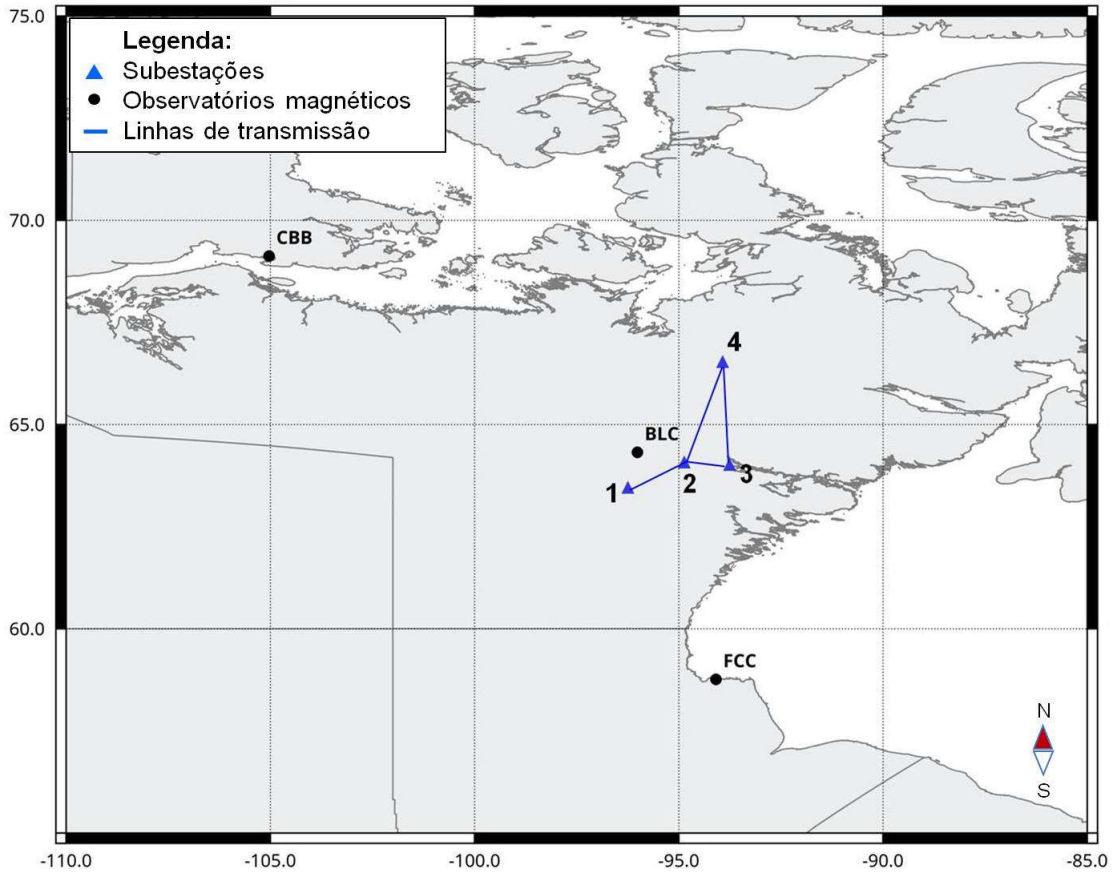 75.0
Legenda:
Subestações
Observatórios magnéticos
Linhas de transmissão
70.0
CBB
4
65.0
BLC
3
2
1
60.0
FCC
N
S
-110.0 -105.0 -100.0 -95.0 -90.0 -85.0